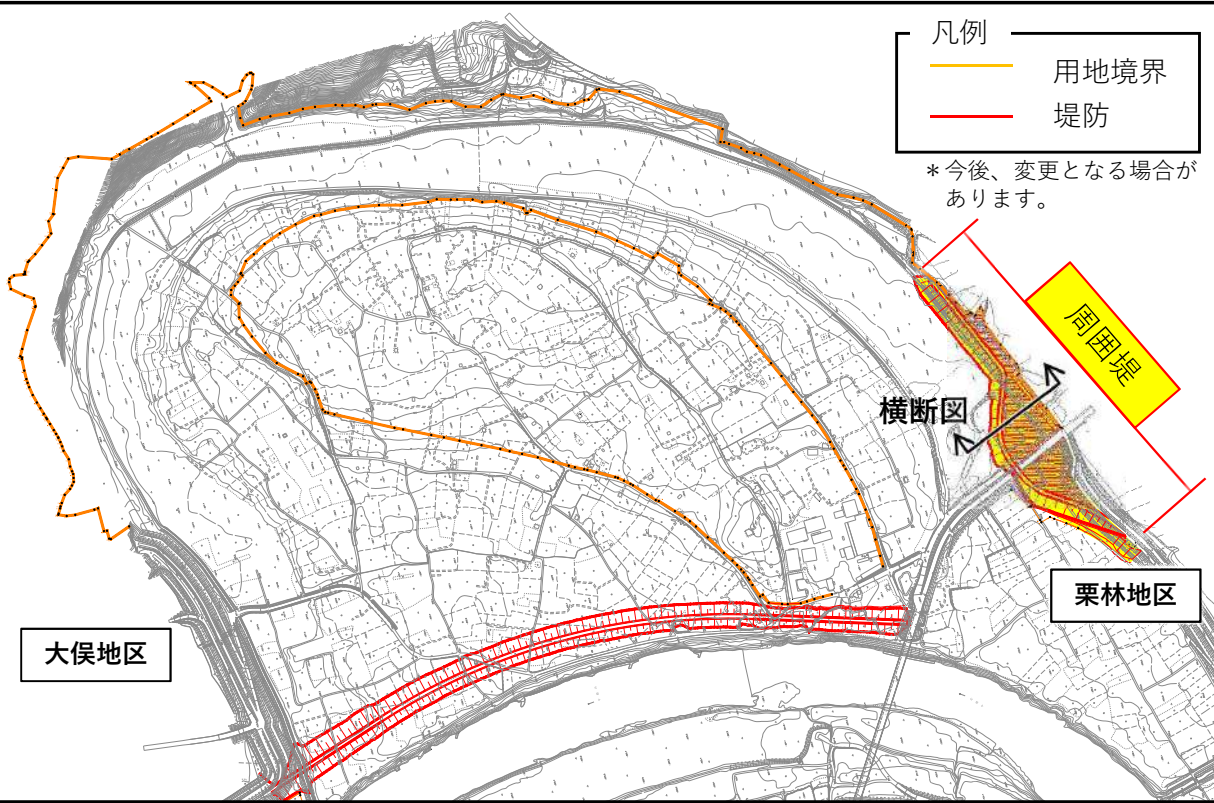 凡例
用地境界
堤防
*今後、変更となる場合が
あります。
周囲堤
横断図
栗林地区
大俣地区